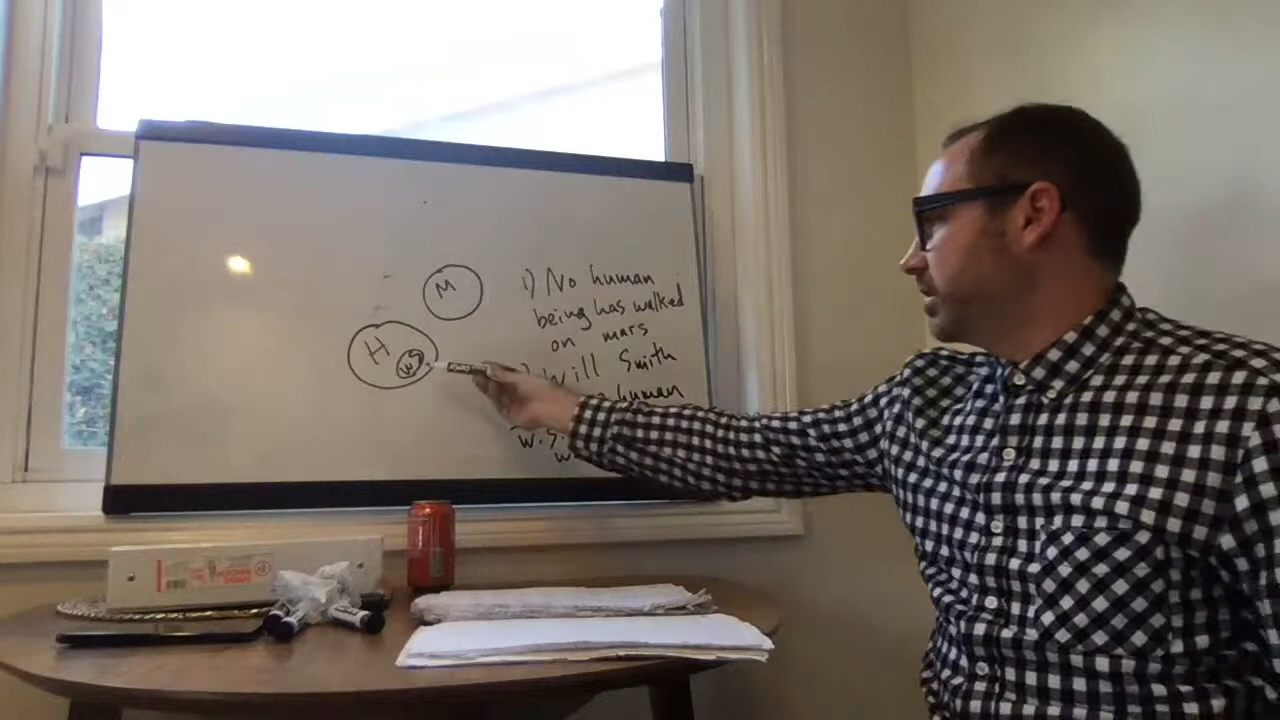 M
H
WS
1) No human
being has walked
on mars
Will Smith
human
W.S.